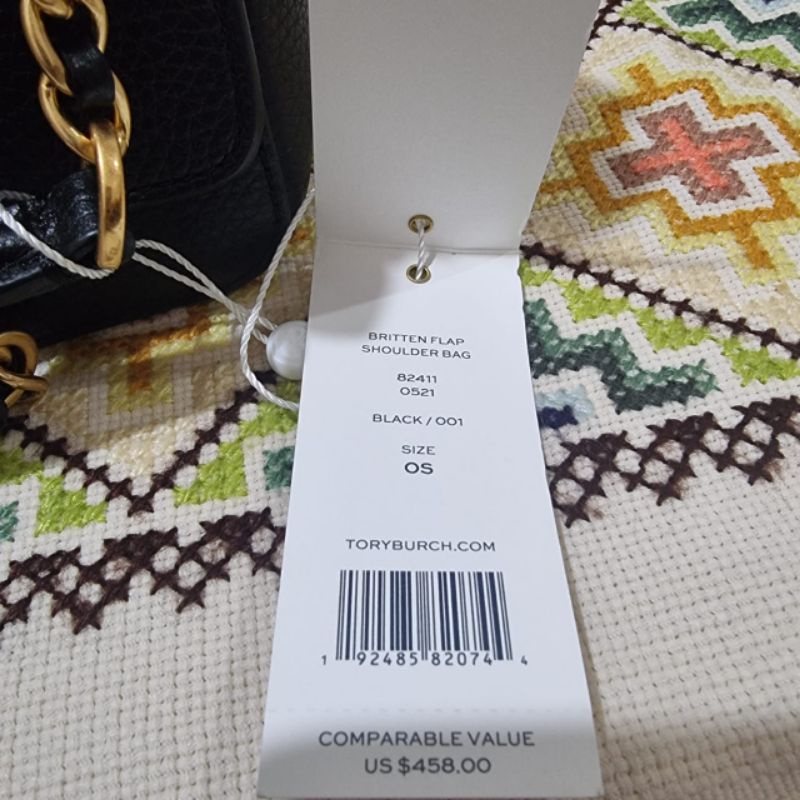 BRITTEN FLAP
SHOULDER BAG
82411
0521
BLACK / 001
SIZE
OS
TORYBURCH.COM
1 92485 82074 4
COMPARABLE VALUE
US $458.00